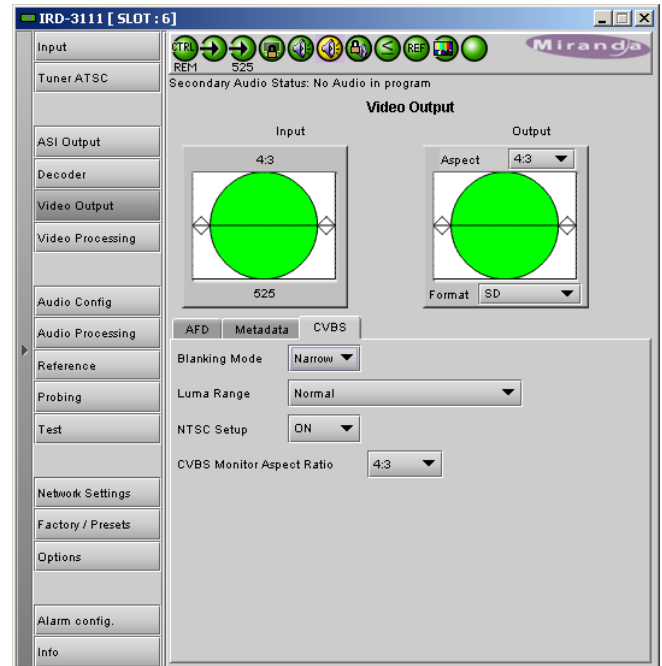 IRD-3111 [ SLOT : 6]
Input
Tuner ATSC
ASI Output
Decoder
Video Output
Video Processing
Audio Config
Audio Processing
Reference
Probing
Test
Network Settings
Factory / Presets
Options
Alarm config.
Info
CTRL
REF
Miranda
REM
525
Secondary Audio Status: No Audio in program
Video Output
Input
Output
4:3
525
Aspect
4:3
Format
SD
AFD
Metadata
CVBS
Blanking Mode
Narrow
Luma Range
Normal
NTSC Setup
ON
CVBS Monitor Aspect Ratio
4:3